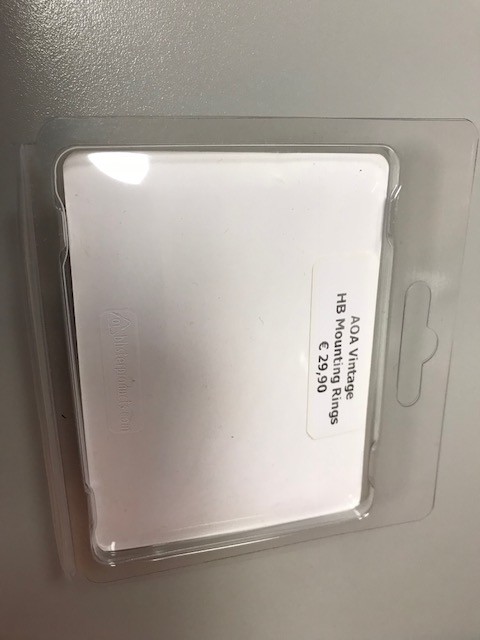 AOA Vintage
HB Mounting Rings
€ 29,90